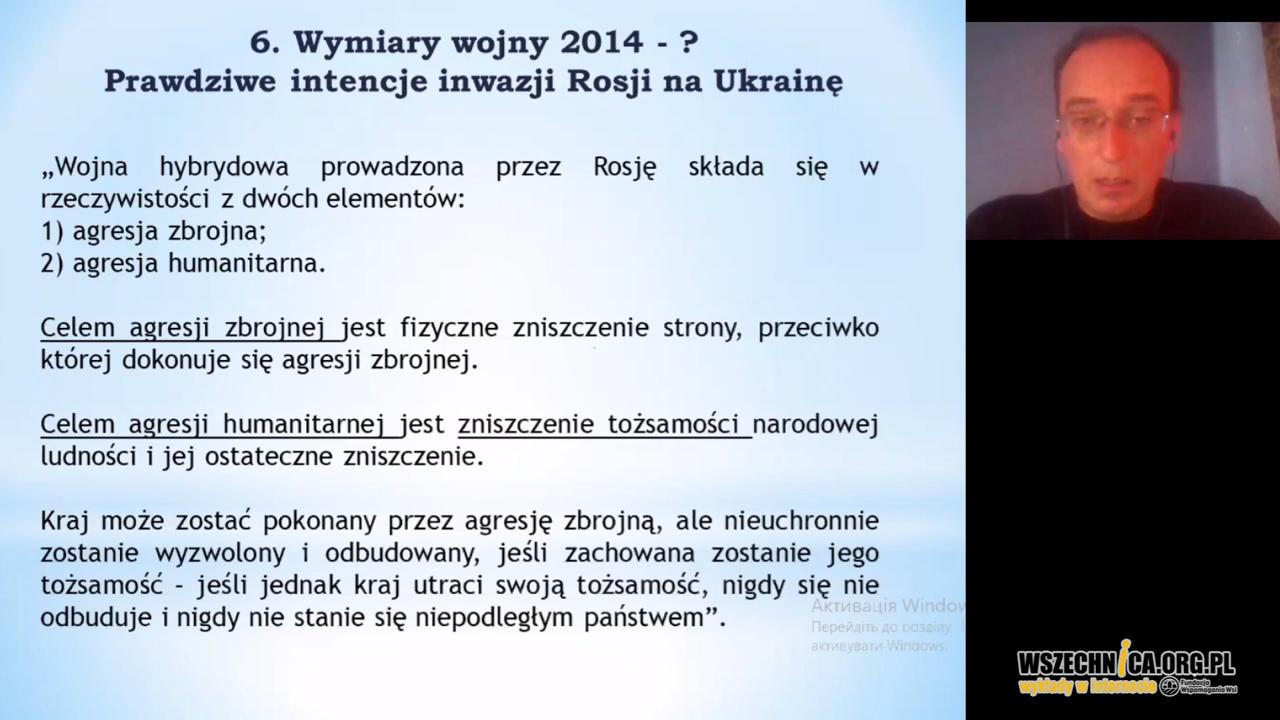 6. Wymiary wojny 2014 - ?
Prawdziwe intencje inwazji Rosji na Ukrainę
„Wojna hybrydowa prowadzona przez Rosję składa się w
rzeczywistości z dwóch elementów:
1) agresja zbrojna;
2) agresja humanitarna.
Celem agresji zbrojnej jest fizyczne zniszczenie strony, przeciwko
której dokonuje się agresji zbrojnej.
Celem agresji humanitarnej jest zniszczenie tożsamości narodowej
ludności i jej ostateczne zniszczenie.
Kraj może zostać pokonany przez agresję zbrojną, ale nieuchronnie
zostanie wyzwolony i odbudowany, jeśli zachowana zostanie jego
tożsamość – jeśli jednak kraj utraci swoją tożsamość, nigdy się nie
odbuduje i nigdy nie stanie się niepodległym państwem”.
Активація Window
Перейдіть до розділу
активувати Windows.
WSZECHNICA.ORG.PL
wykłady w internecie
Fundacja
Wspomagania Wsi